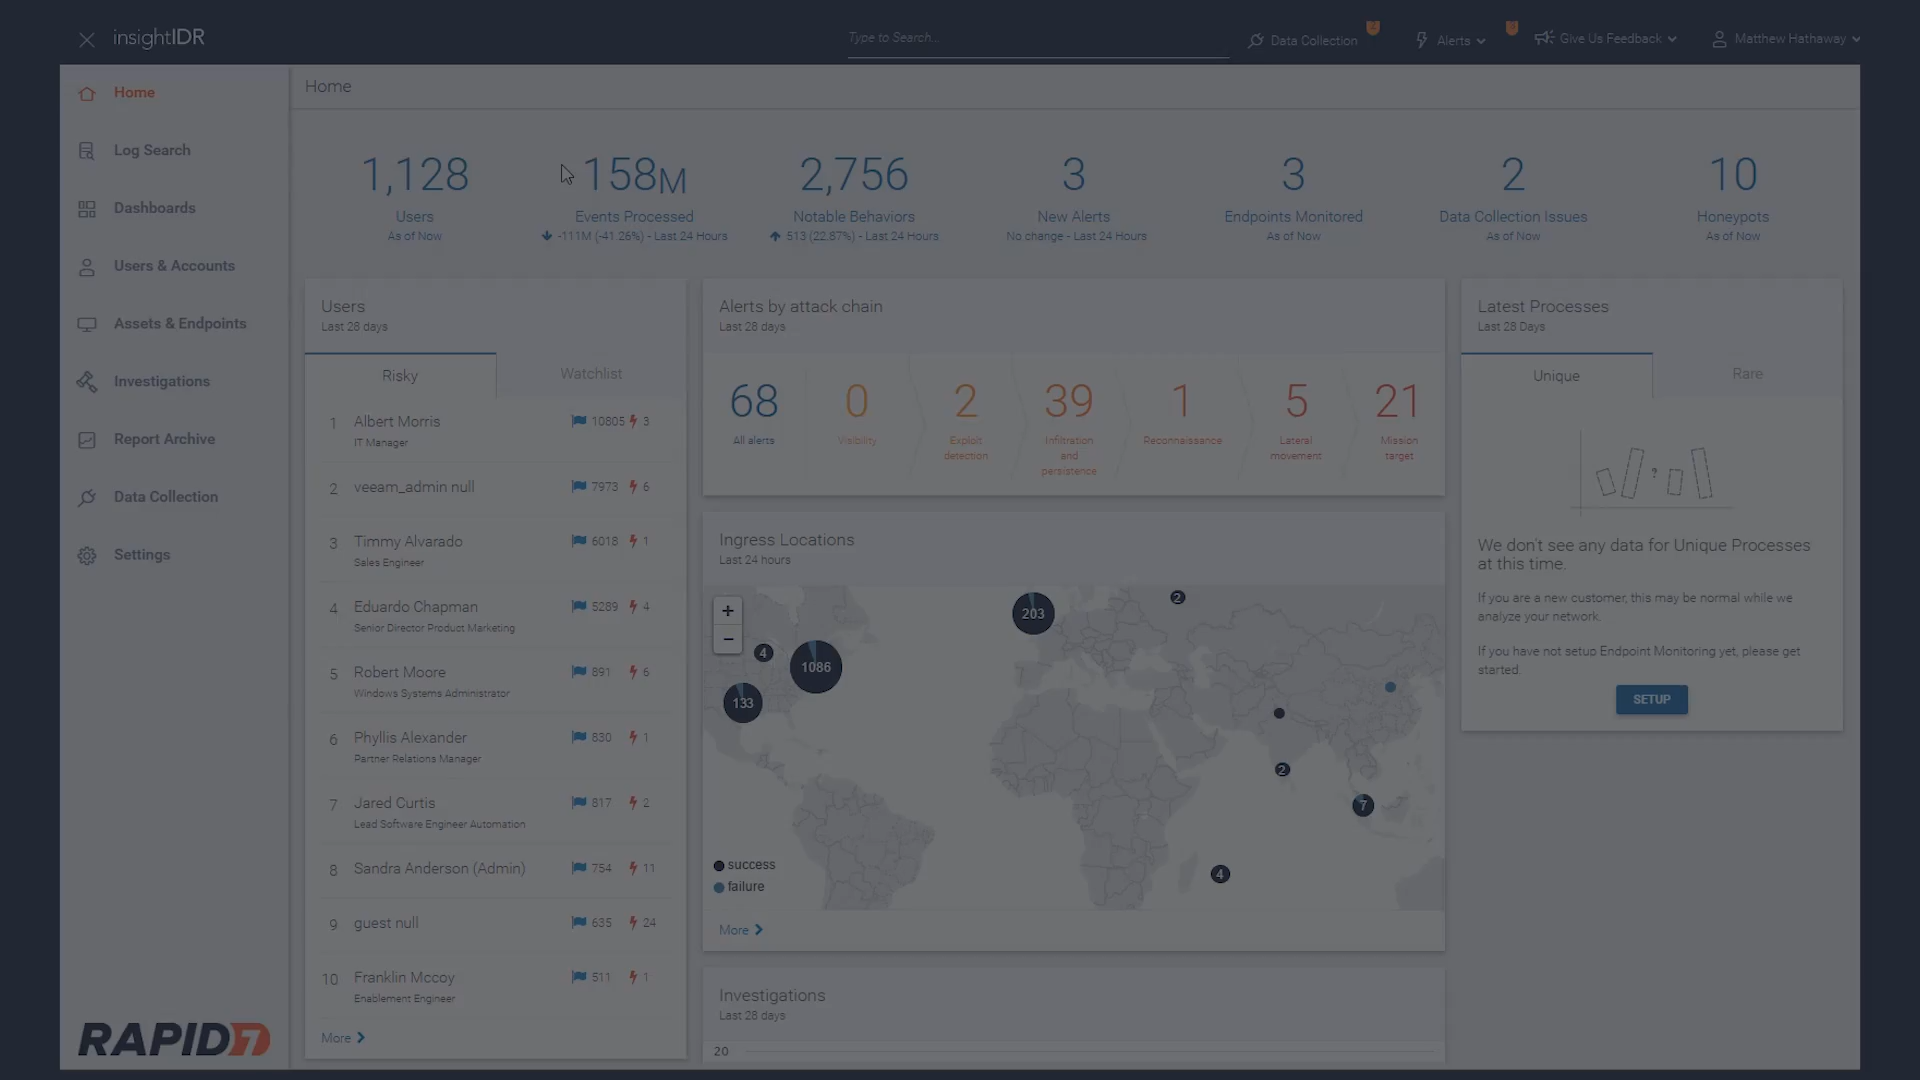 insightIDR
Type to Search...
Data Collection
Alerts
Give Us Feedback
Matthew Hathaway
Home
Log Search
Dashboards
Users & Accounts
Assets & Endpoints
Investigations
Report Archive
Data Collection
Settings
RAPID7
Home
1,128
Users
As of Now
158M
Events Processed
-111M (-41.26%) - Last 24 Hours
2,756
Notable Behaviors
513 (22.87%) - Last 24 Hours
3
New Alerts
No change - Last 24 Hours
3
Endpoints Monitored
As of Now
2
Data Collection Issues
As of Now
10
Honeypots
As of Now
Users
Last 28 days
Risky
Watchlist
1 Albert Morris 10805 3
IT Manager
2 veeam_admin null 7973 6
3 Timmy Alvarado 6018 1
Sales Engineer
4 Eduardo Chapman 5289 4
Senior Director Product Marketing
5 Robert Moore 891 6
Windows Systems Administrator
6 Phyllis Alexander 830 1
Partner Relations Manager
7 Jared Curtis 817 2
Lead Software Engineer Automation
8 Sandra Anderson (Admin) 754 11
9 guest null 635 24
10 Franklin Mccoy 511 1
Enablement Engineer
More
Alerts by attack chain
Last 28 days
68
All alerts
0
Visibility
2
Exploit
detection
39
Infiltration
and
persistence
1
Reconnaissance
5
Lateral
movement
21
Mission
target
Ingress Locations
Last 24 hours
+
−
4
1086
133
203
2
2
7
4
success
failure
More
Investigations
Last 28 days
20
Latest Processes
Last 28 Days
Unique
Rare
?
We don't see any data for Unique Processes
at this time.
If you are a new customer, this may be normal while we
analyze your network.
If you have not setup Endpoint Monitoring yet, please get
started.
SETUP